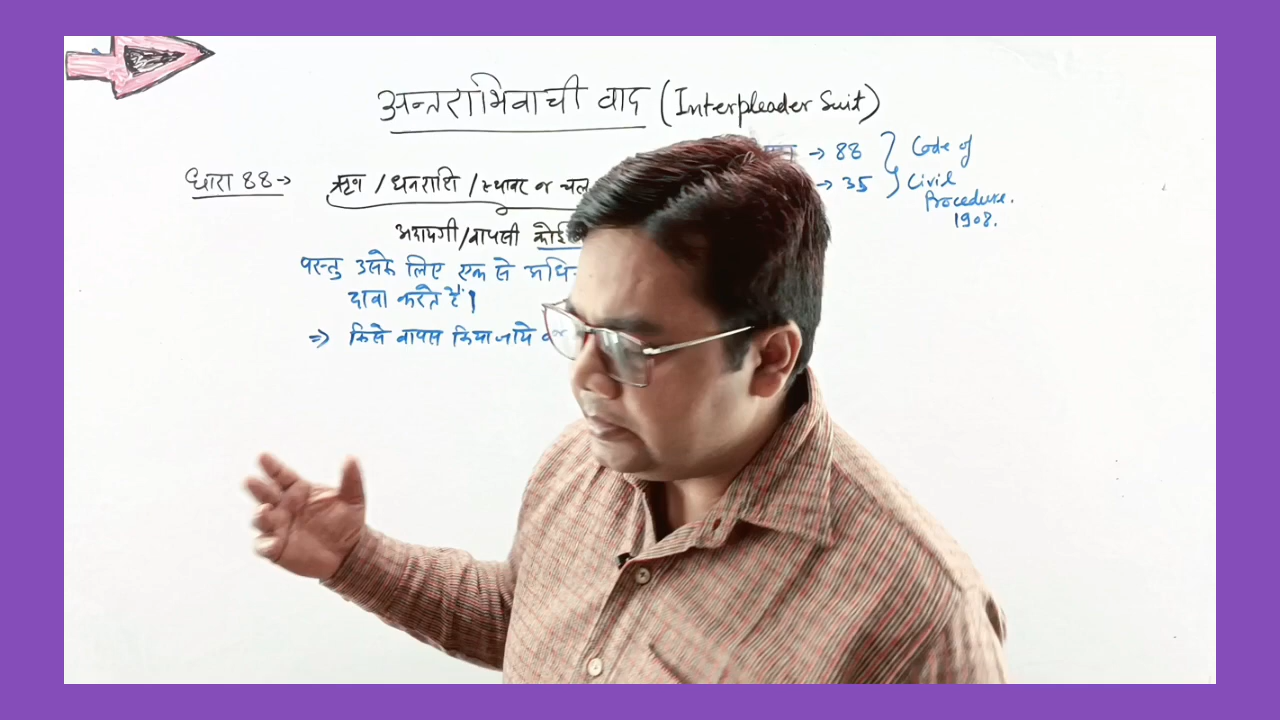 अन्तराभिवाची वाद (Interpleader Suit)
→ 88 } Code of
धारा 88→ ऋण / धनराशि / स्थावर or चल → 35 } Civil
Procedure.
1908.
अदायगी/वापसी कोई
परन्तु उसके लिए एक से अधि-
दावा करते हैं।
⇒ किसे वापस किया जाये